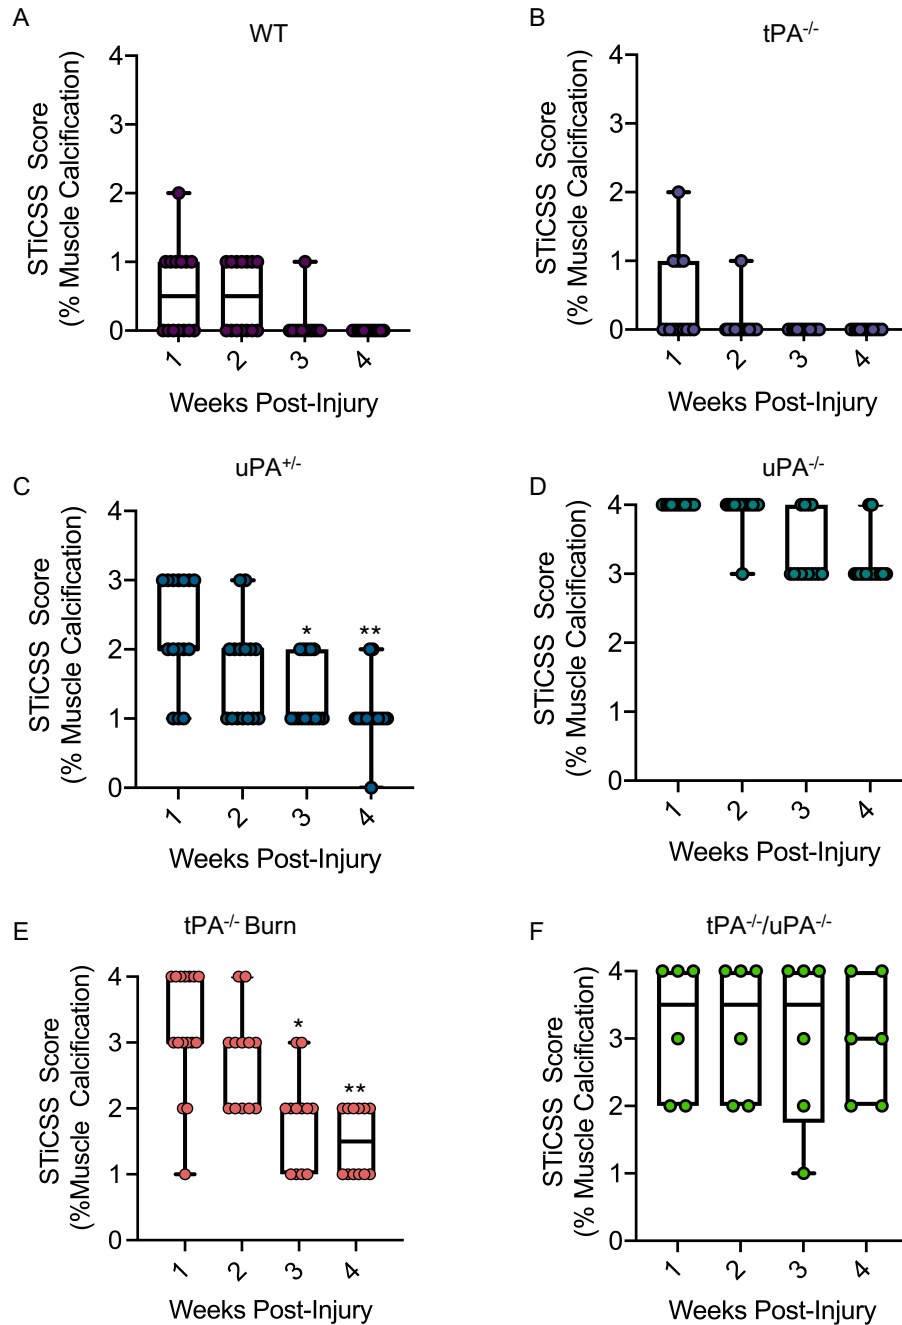 A
WT
STiCSS Score
(% Muscle Calcification)
4
3
2
1
0
1
2
3
4
Weeks Post-Injury
B
tPA-/-
STiCSS Score
(% Muscle Calcification)
4
3
2
1
0
1
2
3
4
Weeks Post-Injury
C
uPA+/-
STiCSS Score
(% Muscle Calcification)
4
3
2
1
0
*
**
1
2
3
4
Weeks Post-Injury
D
uPA-/-
STiCSS Score
(% Muscle Calcification)
4
3
2
1
0
1
2
3
4
Weeks Post-Injury
E
tPA-/- Burn
STiCSS Score
(%Muscle Calcification)
4
3
2
1
0
*
**
1
2
3
4
Weeks Post-Injury
F
tPA-/-/uPA-/-
STiCSS Score
(% Muscle Calcification)
4
3
2
1
0
1
2
3
4
Weeks Post-Injury